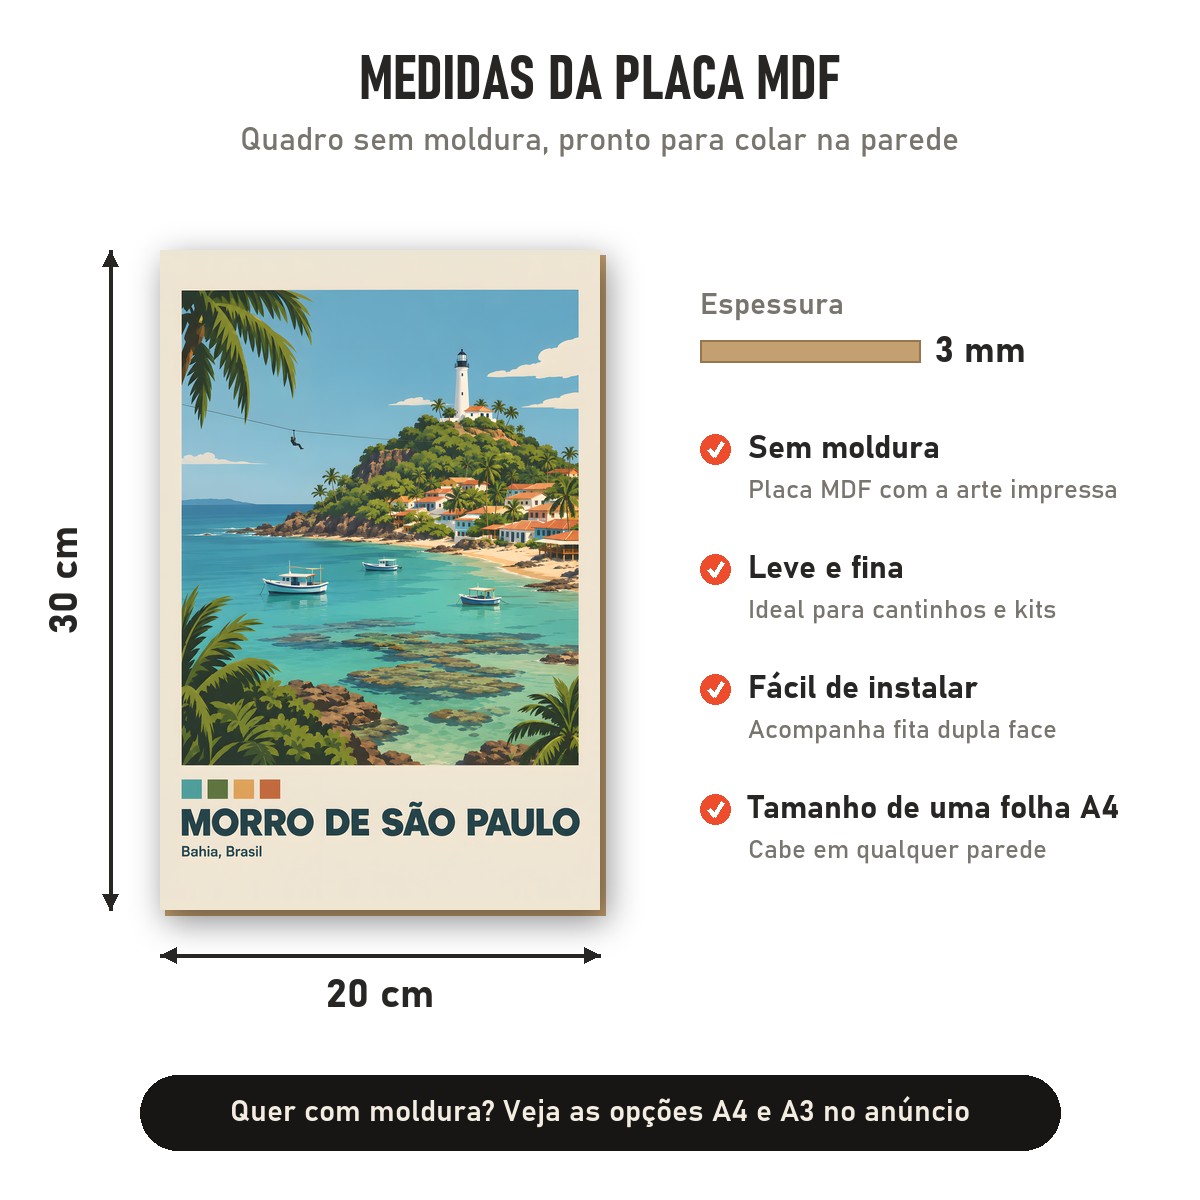 MEDIDAS DA PLACA MDF
Quadro sem moldura, pronto para colar na parede
30 cm
MORRO DE SÃO PAULO
Bahia, Brasil
20 cm
Espessura
3 mm
Sem moldura
Placa MDF com a arte impressa
Leve e fina
Ideal para cantinhos e kits
Fácil de instalar
Acompanha fita dupla face
Tamanho de uma folha A4
Cabe em qualquer parede
Quer com moldura? Veja as opções A4 e A3 no anúncio